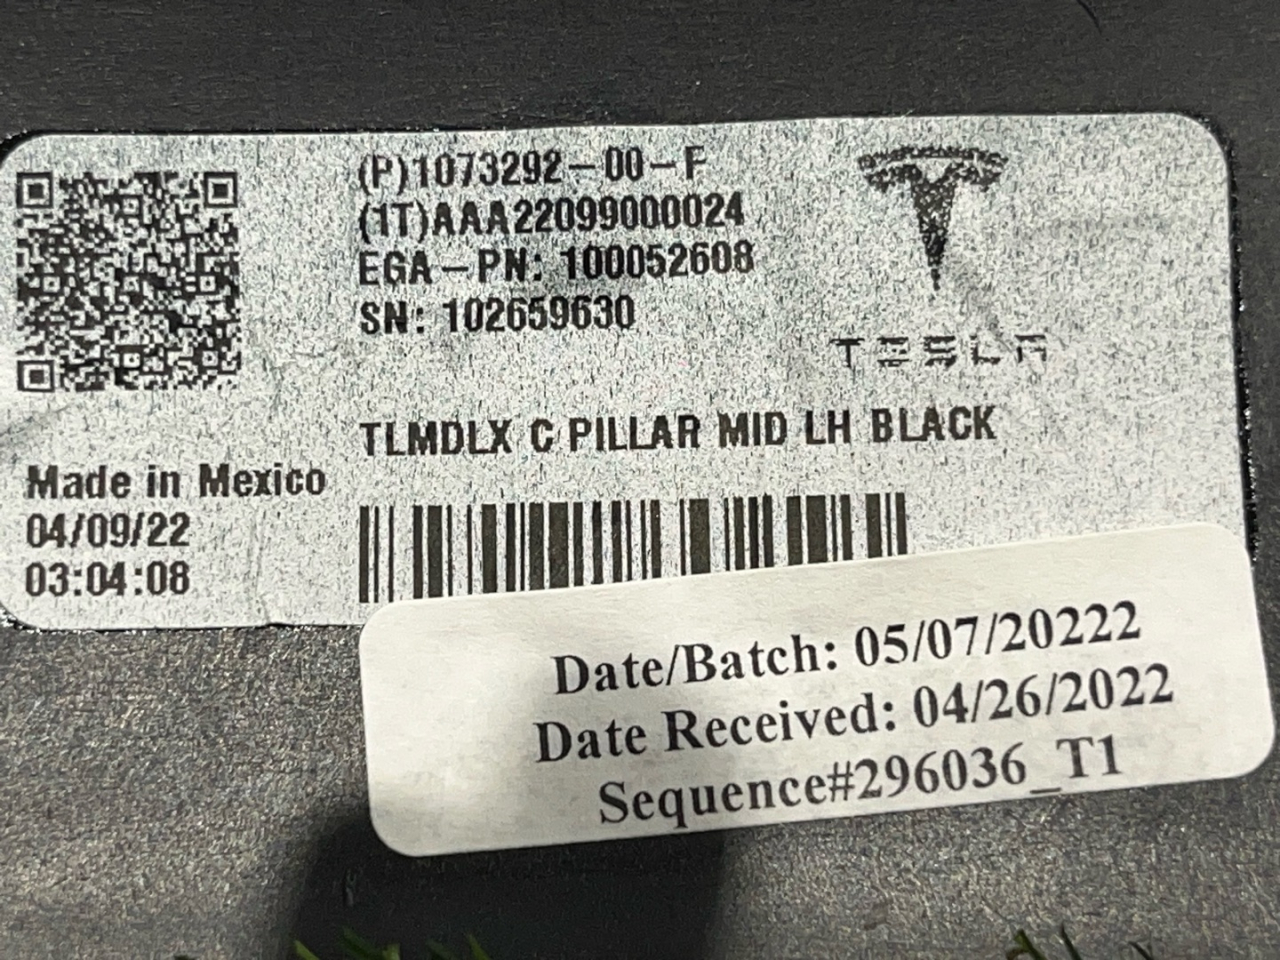 (P)1073292-00-F
(1T)AAA22099000024
EGA-PN: 100052608
SN: 102659630
TESLA
TLMDLX C PILLAR MID LH BLACK
Made in Mexico
04/09/22
03:04:08
Date/Batch: 05/07/20222
Date Received: 04/26/2022
Sequence#296036_T1